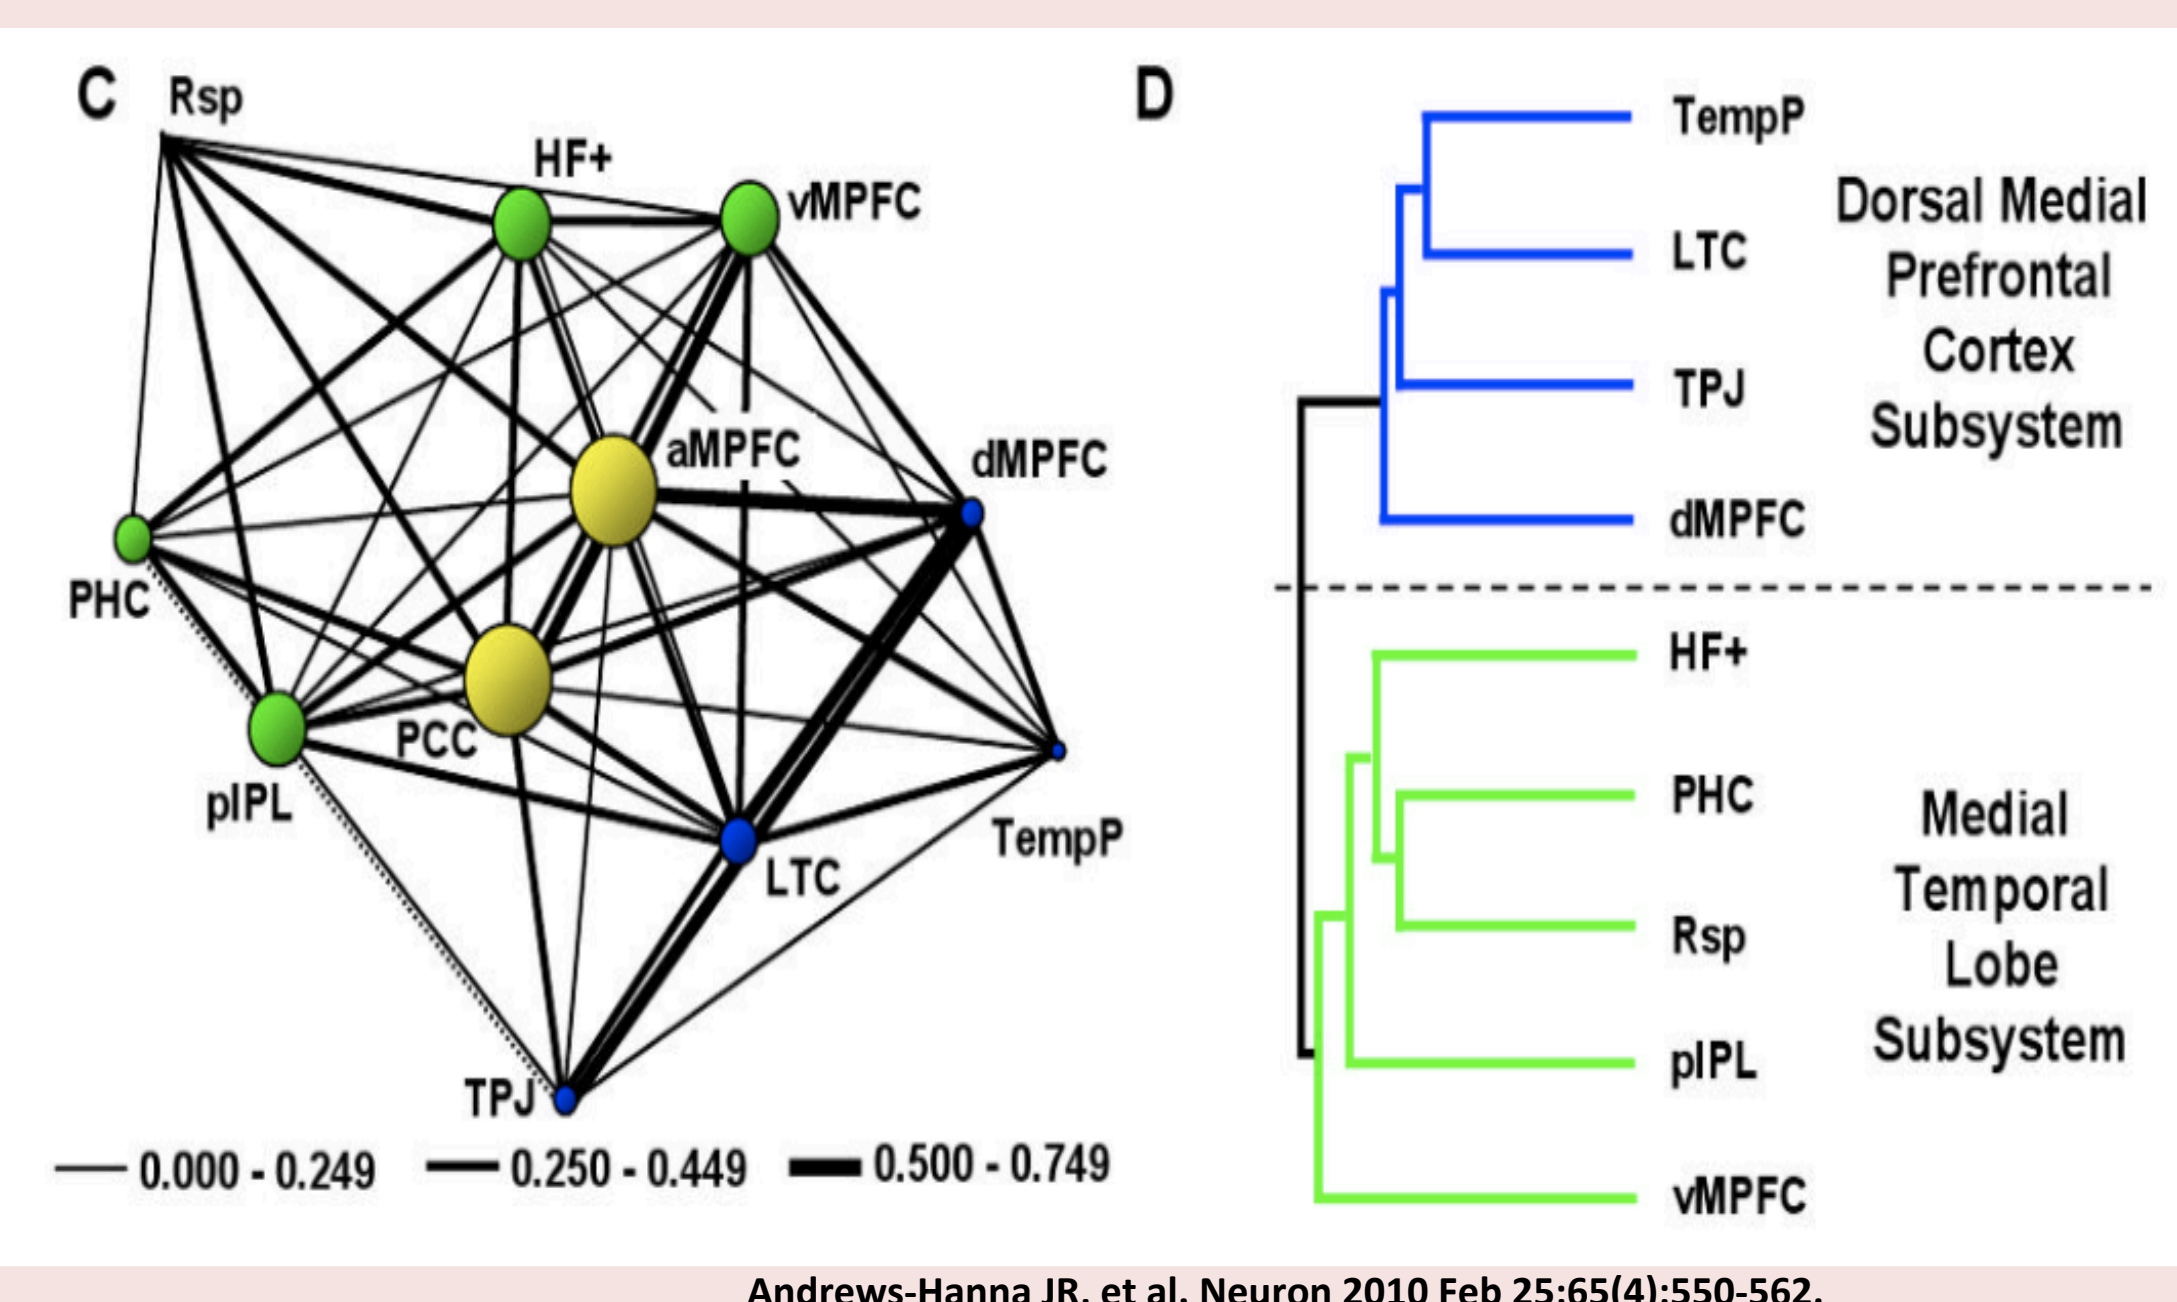 C
Rsp
HF+
vMPFC
aMPFC
dMPFC
PHC
PCC
pIPL
LTC
TempP
TPJ
0.000 - 0.249
0.250 - 0.449
0.500 - 0.749
D
TempP
LTC
TPJ
dMPFC
Dorsal Medial
Prefrontal
Cortex
Subsystem
HF+
PHC
Rsp
pIPL
vMPFC
Medial
Temporal
Lobe
Subsystem
Andrews-Hanna JR, et al. Neuron 2010 Feb 25;65(4):550-562.